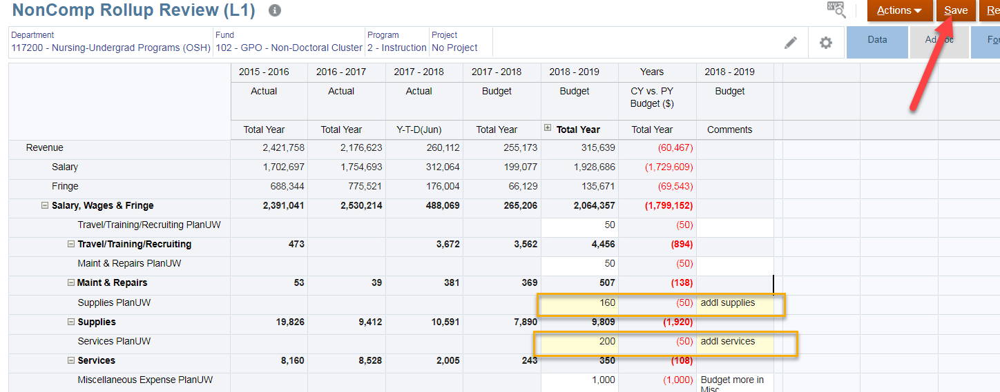 NonComp Rollup Review (L1)
Actions Save Re
Department Fund Program Project
117200 - Nursing-Undergrad Programs (OSH) 102 - GPO - Non-Doctoral Cluster 2 - Instruction No Project
Data Ad oc Fo
2015 - 2016 2016 - 2017 2017 - 2018 2017 - 2018 2018 - 2019 Years 2018 - 2019
Actual Actual Actual Budget Budget CY vs. PY Budget
Budget ($)
Total Year Total Year Y-T-D(Jun) Total Year Total Year Total Year Comments
Revenue 2,421,758 2,176,623 260,112 255,173 315,639 (60,467)
Salary 1,702,697 1,754,693 312,064 199,077 1,928,686 (1,729,609)
Fringe 688,344 775,521 176,004 66,129 135,671 (69,543)
Salary, Wages & Fringe 2,391,041 2,530,214 488,069 265,206 2,064,357 (1,799,152)
Travel/Training/Recruiting PlanUW 50 (50)
Travel/Training/Recruiting 473 3,672 3,562 4,456 (894)
Maint & Repairs PlanUW 50 (50)
Maint & Repairs 53 39 381 369 507 (138)
Supplies PlanUW 160 (50) addl supplies
Supplies 19,826 9,412 10,591 7,890 9,809 (1,920)
Services PlanUW 200 (50) addl services
Services 8,160 8,528 2,005 243 350 (108)
Miscellaneous Expense PlanUW 1,000 (1,000) Budget more in
Misc